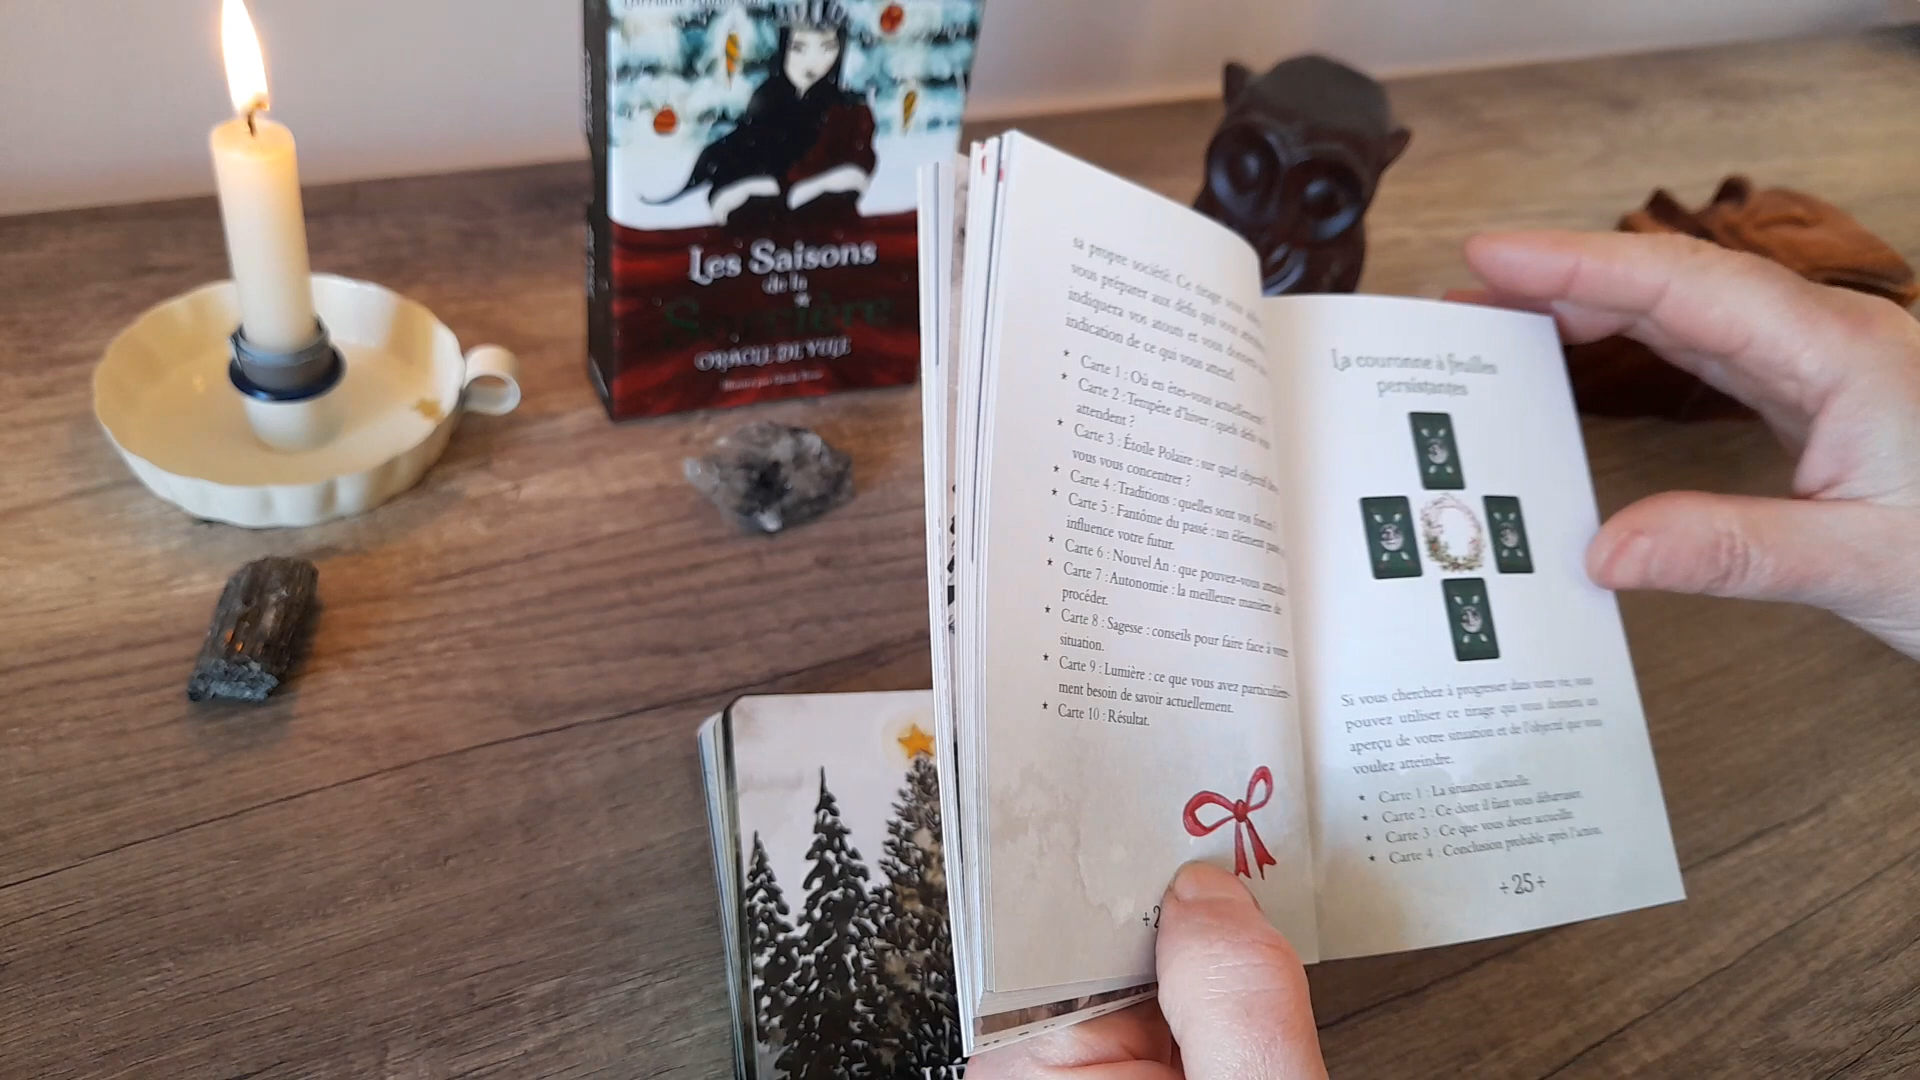 Les Saisons
de la
Sorcière
ORACLE DE YULE
sa propre société. Ce tirage vous
vous préparer aux défis qui vous
indiquera vos atouts et vous donnera
indication de ce qui vous attend.
* Carte 1 : Où en êtes-vous actuellement ?
* Carte 2 : Tempête d'hiver : quels défis vous
attendent ?
* Carte 3 : Étoile Polaire : sur quel objectif
vous vous concentrer ?
* Carte 4 : Traditions : quelles sont vos forces ?
* Carte 5 : Fantôme du passé : un élément
influence votre futur.
* Carte 6 : Nouvel An : que pouvez-vous attendre
* Carte 7 : Autonomie : la meilleure manière de
procéder.
* Carte 8 : Sagesse : conseils pour faire face à votre
situation.
* Carte 9 : Lumière : ce que vous avez particulière-
ment besoin de savoir actuellement.
* Carte 10 : Résultat.
La couronne à feuilles
persistantes
Si vous cherchez à progresser dans votre vie, vous
pouvez utiliser ce tirage qui vous donnera un
aperçu de votre situation et de l'objectif que vous
voulez atteindre.
* Carte 1 : La situation actuelle.
* Carte 2 : Ce dont il faut vous débarrasser.
* Carte 3 : Ce que vous devez accueillir.
* Carte 4 : Conclusion probable après l'action.
÷ 25 ÷